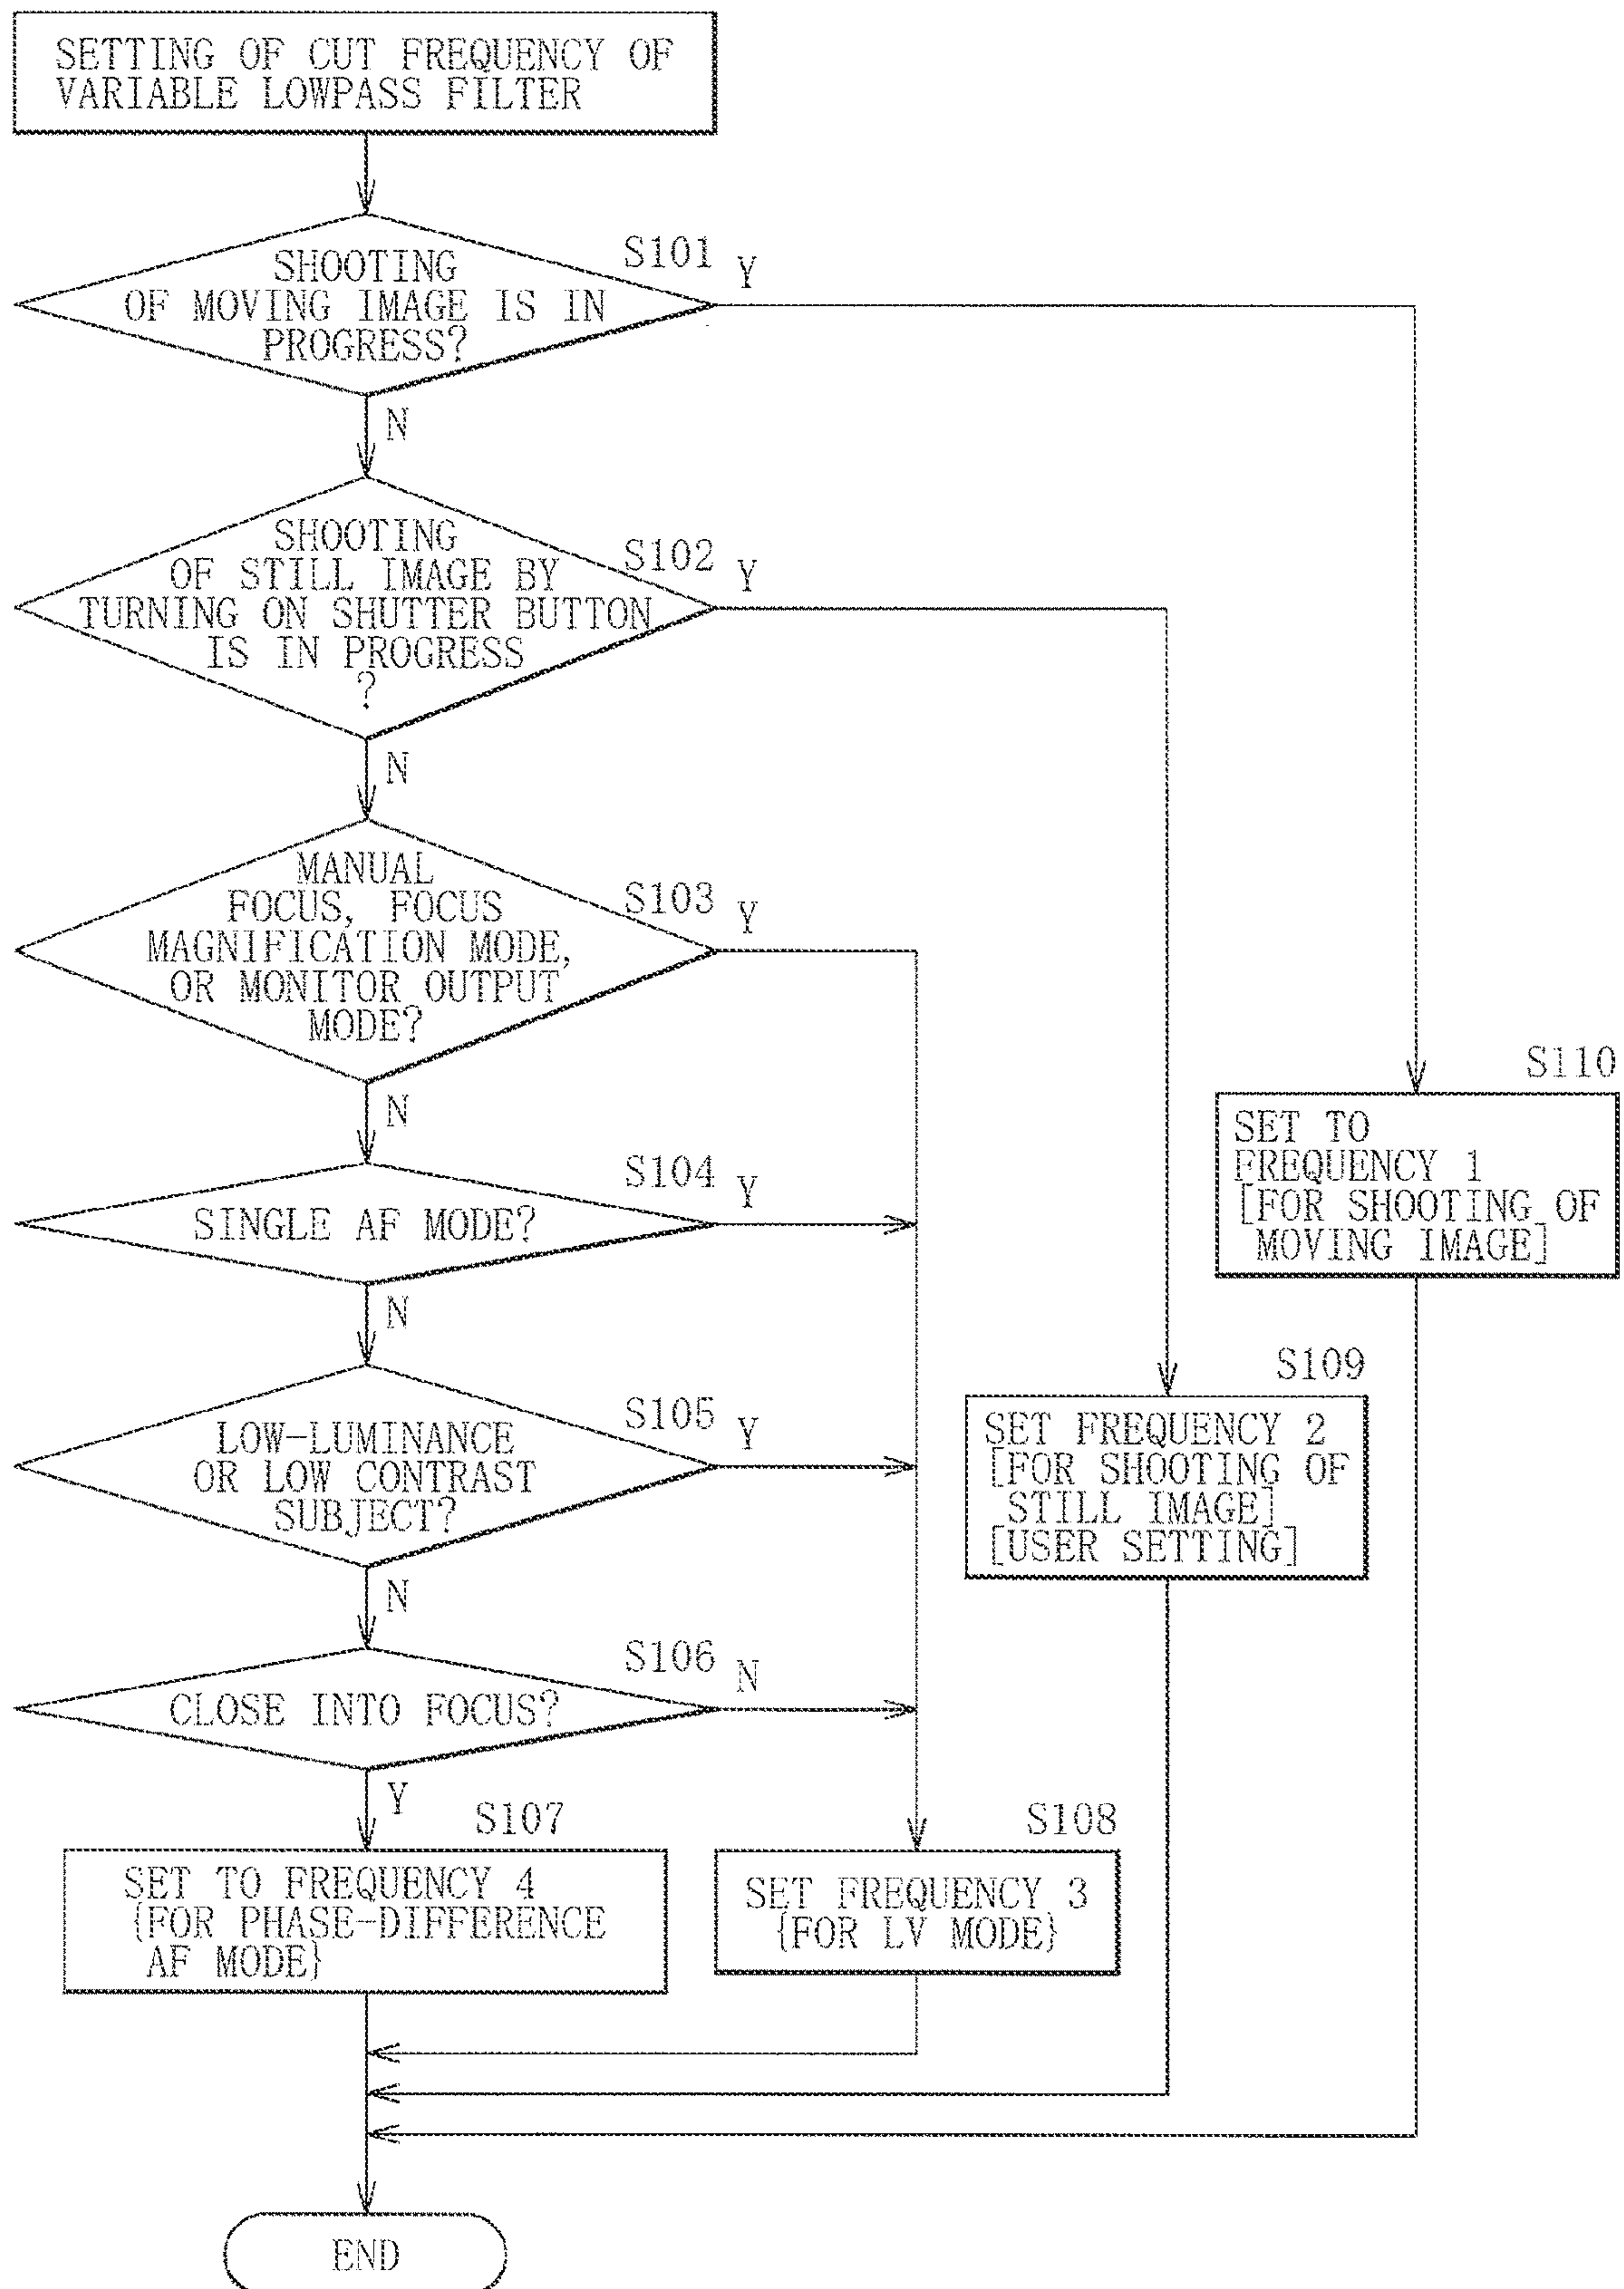 SETTING OF CUT FREQUENCY OF
VARIABLE LOWPASS FILTER
S101
Y
SHOOTING
OF MOVING IMAGE IS IN
PROGRESS?
N
S102
Y
SHOOTING
OF STILL IMAGE BY
TURNING ON SHUTTER BUTTON
IS IN PROGRESS
?
N
S103
Y
MANUAL
FOCUS, FOCUS
MAGNIFICATION MODE,
OR MONITOR OUTPUT
MODE?
N
S104
Y
SINGLE AF MODE?
N
S105
Y
LOW-LUMINANCE
OR LOW CONTRAST
SUBJECT?
N
S106
N
CLOSE INTO FOCUS?
Y
S107
SET TO FREQUENCY 4
{FOR PHASE-DIFFERENCE
AF MODE}
S108
SET FREQUENCY 3
{FOR LV MODE}
S109
SET FREQUENCY 2
[FOR SHOOTING OF
STILL IMAGE]
[USER SETTING]
S110
SET TO
FREQUENCY 1
[FOR SHOOTING OF
MOVING IMAGE]
END